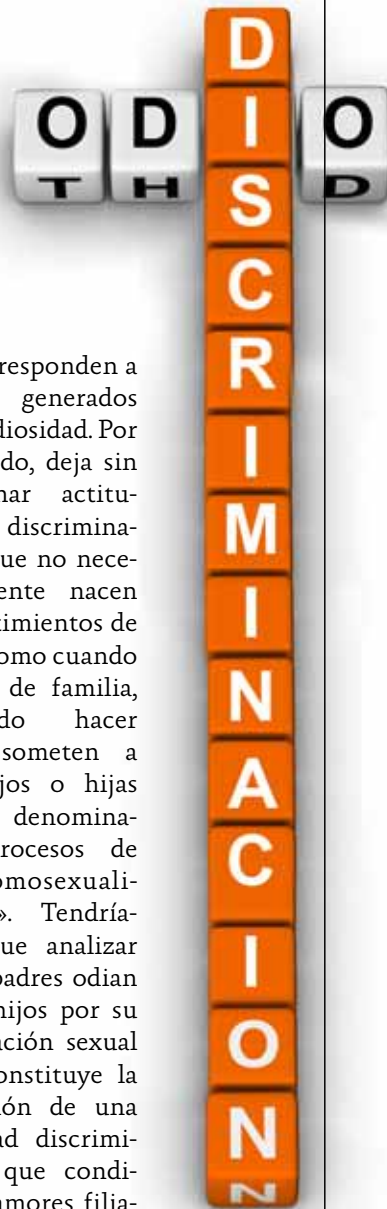 D
I
S
C
R
I
M
I
N
A
C
I
O
N
N
O D O
T H D
responden a
generados
diosidad. Por
do, deja sin
nar actitu-
discrimina-
ue no nece-
ente nacen
timientos de
omo cuando
de familia,
do hacer
someten a
jos o hijas
denomina-
rocesos de
omosexuali-
». Tendría-
ue analizar
padres odian
hijos por su
ación sexual
onstituye la
ión de una
ad discrimi-
que condi-
amores filia-